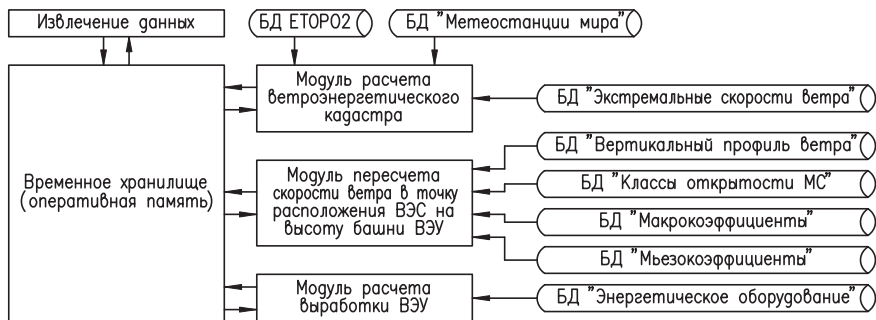 Извлечение данных
БД ЕТОРО2
БД "Метеостанции мира"
Модуль расчета
ветроэнергетического
кадастра
БД "Экстремальные скорости ветра"
Временное хранилище
(оперативная память)
Модуль пересчета
скорости ветра в точку
расположения ВЭС на
высоту башни ВЭУ
БД "Вертикальный профиль ветра"
БД "Классы открытости МС"
БД "Макрокоэффициенты"
БД "Мьезокоэффициенты"
Модуль расчета
выработки ВЭУ
БД "Энергетическое оборудование"